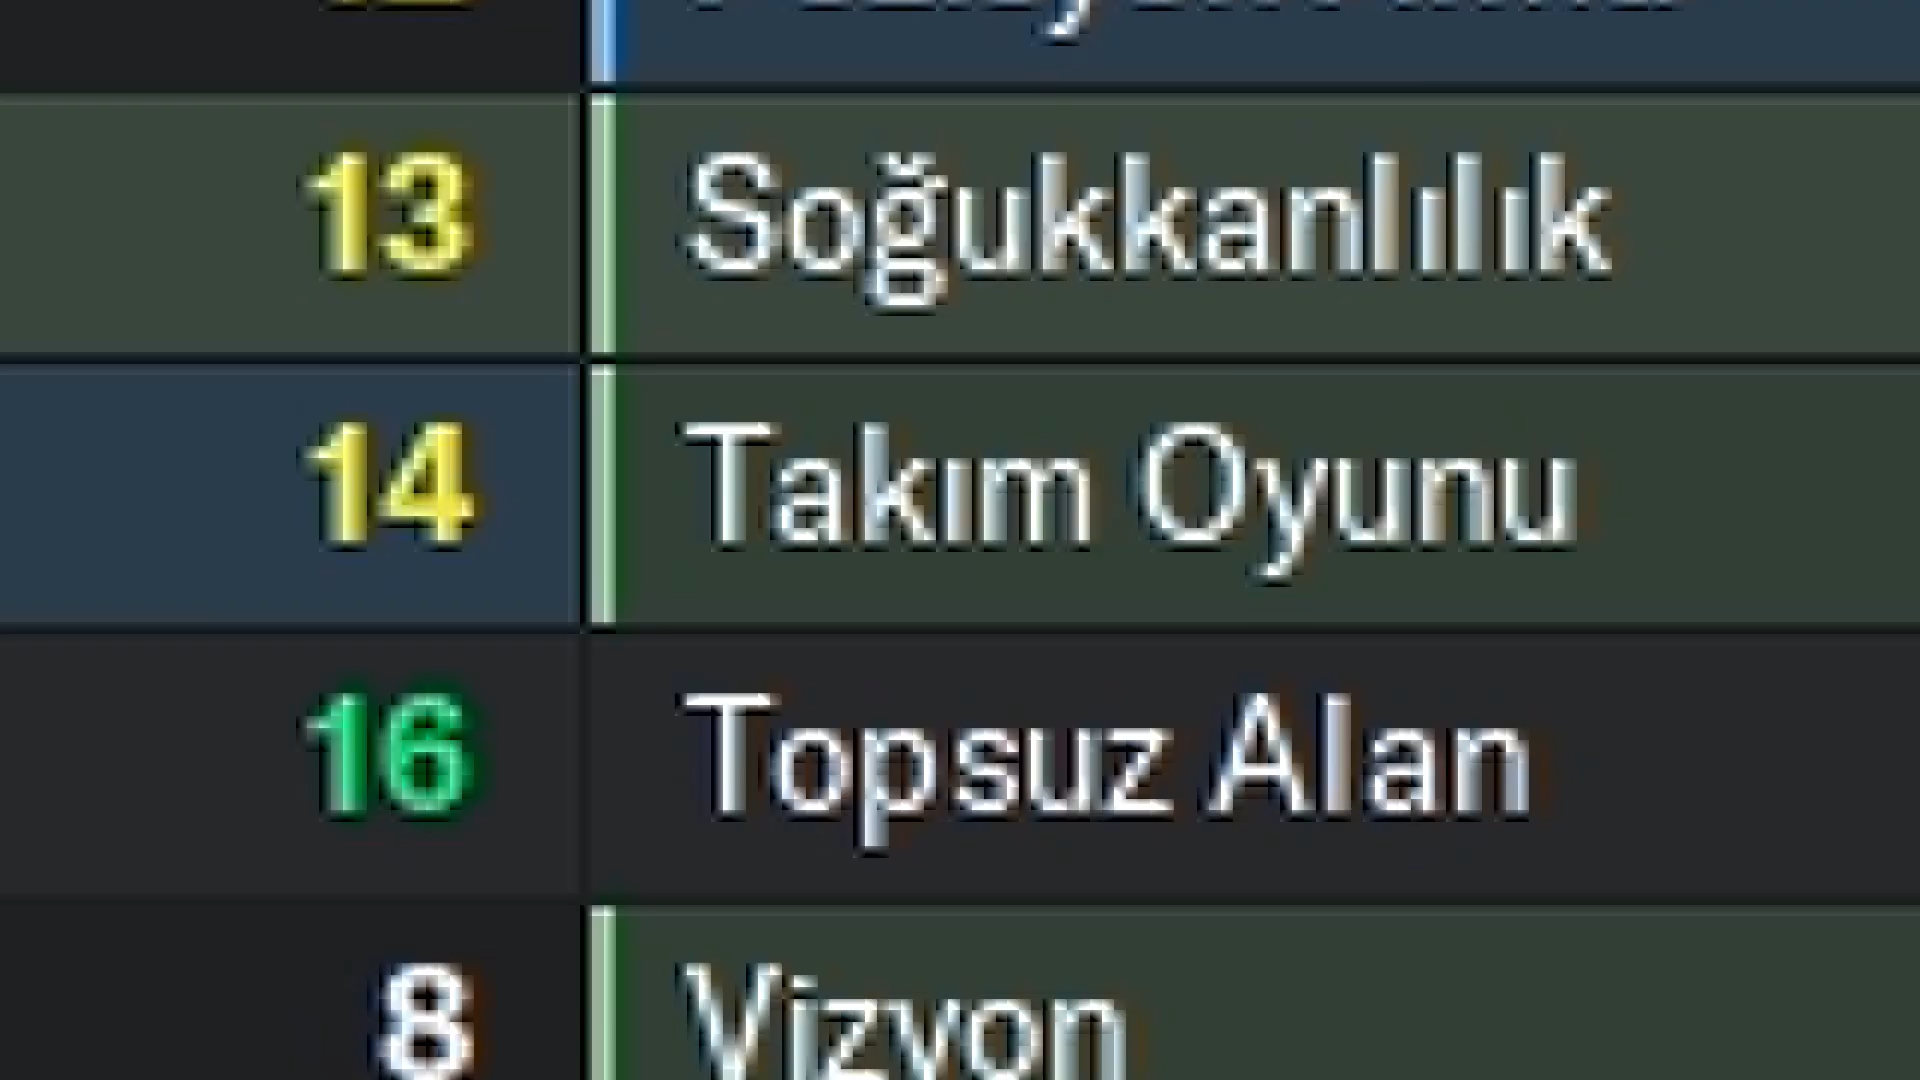 13 Soğukkanlılık
14 Takım Oyunu
16 Topsuz Alan
8 Vizyon